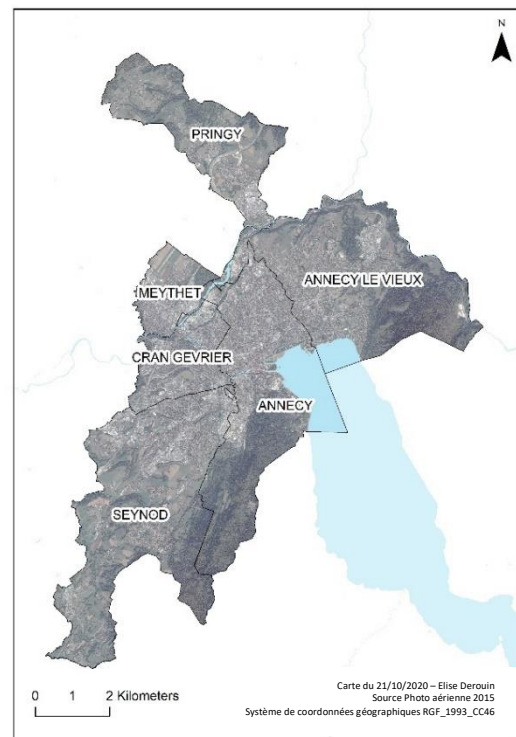 N
PRINGY
ANNECY LE VIEUX
MEYTHET
CRAN GEVRIER
ANNECY
SEYNOD
0 1 2 Kilometers
Carte du 21/10/2020 – Elise Derouin
Source Photo aérienne 2015
Système de coordonnées géographiques RGF_1993_CC46